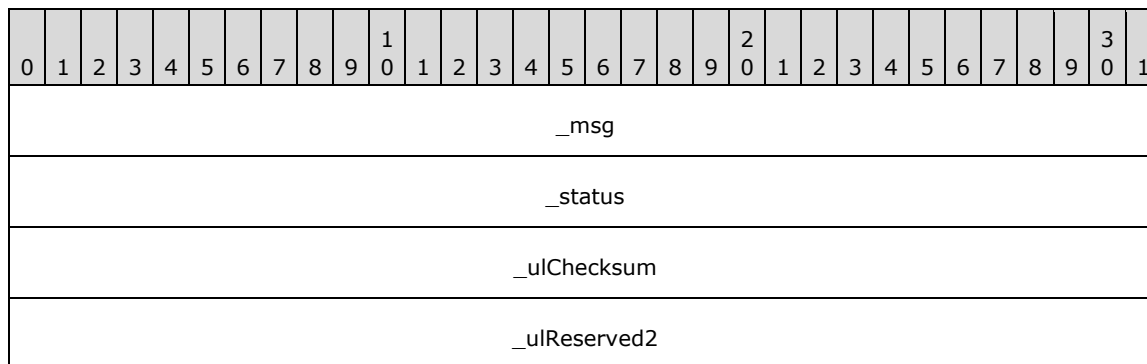 1 2 3
0 1 2 3 4 5 6 7 8 9 0 1 2 3 4 5 6 7 8 9 0 1 2 3 4 5 6 7 8 9 0 1
_msg
_status
_ulChecksum
_ulReserved2